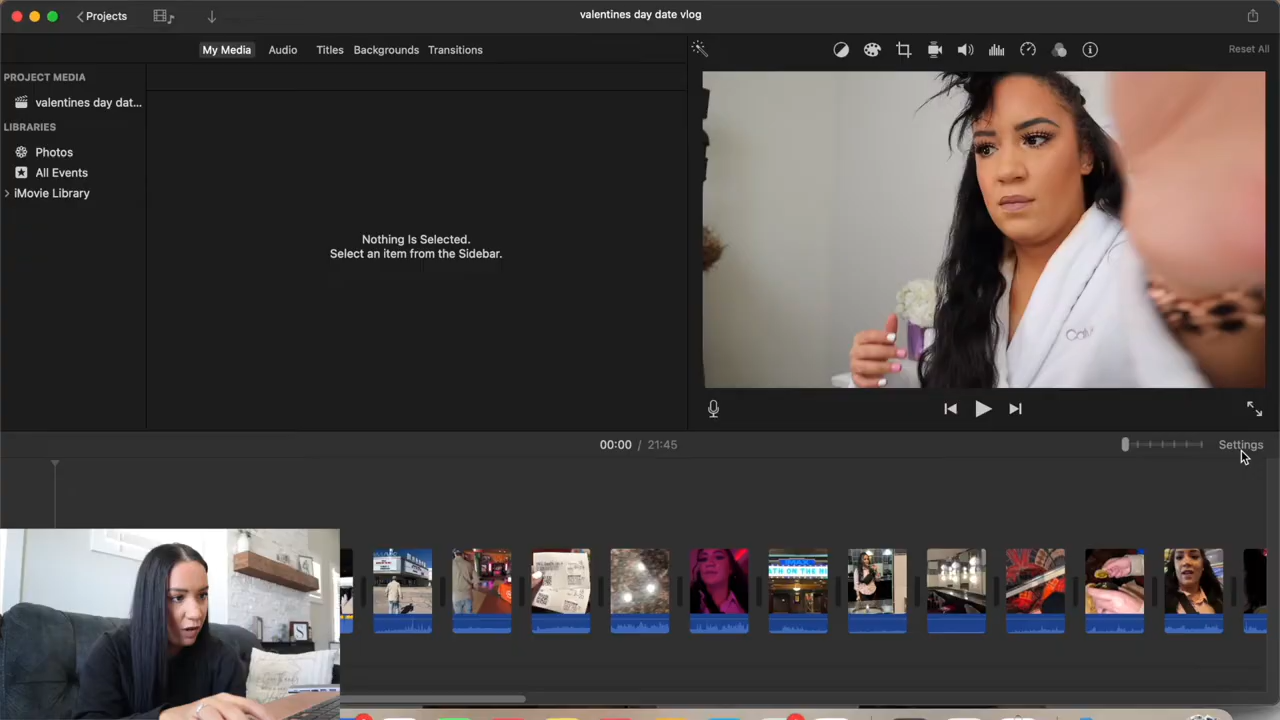 Projects
valentines day date vlog
My Media
Audio
Titles
Backgrounds
Transitions
Reset All
PROJECT MEDIA
valentines day dat...
LIBRARIES
Photos
All Events
iMovie Library
Nothing Is Selected.
Select an item from the Sidebar.
00:00 / 21:45
Settings